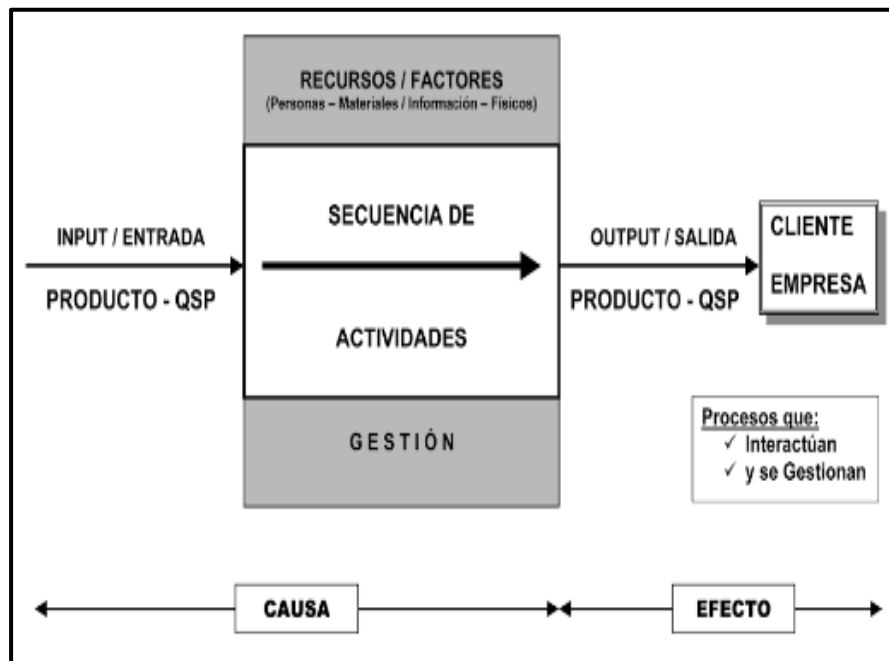 RECURSOS / FACTORES
(Personas – Materiales / Información – Físicos)
SECUENCIA DE
ACTIVIDADES
GESTIÓN
INPUT / ENTRADA
PRODUCTO - QSP
OUTPUT / SALIDA
PRODUCTO - QSP
CLIENTE
EMPRESA
Procesos que:
✓ Interactúan
✓ y se Gestionan
CAUSA
EFECTO